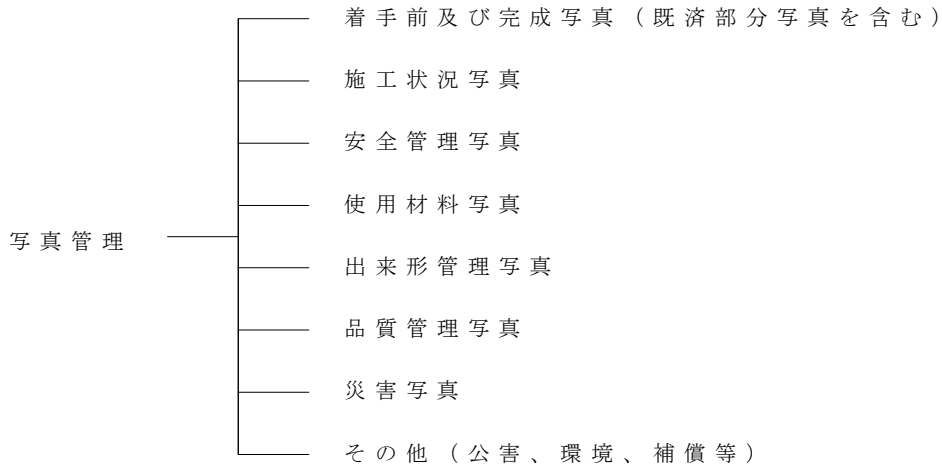 着手前及び完成写真（既済部分写真を含む）
施工状況写真
安全管理写真
使用材料写真
写真管理
出来形管理写真
品質管理写真
災害写真
その他（公害、環境、補償等）